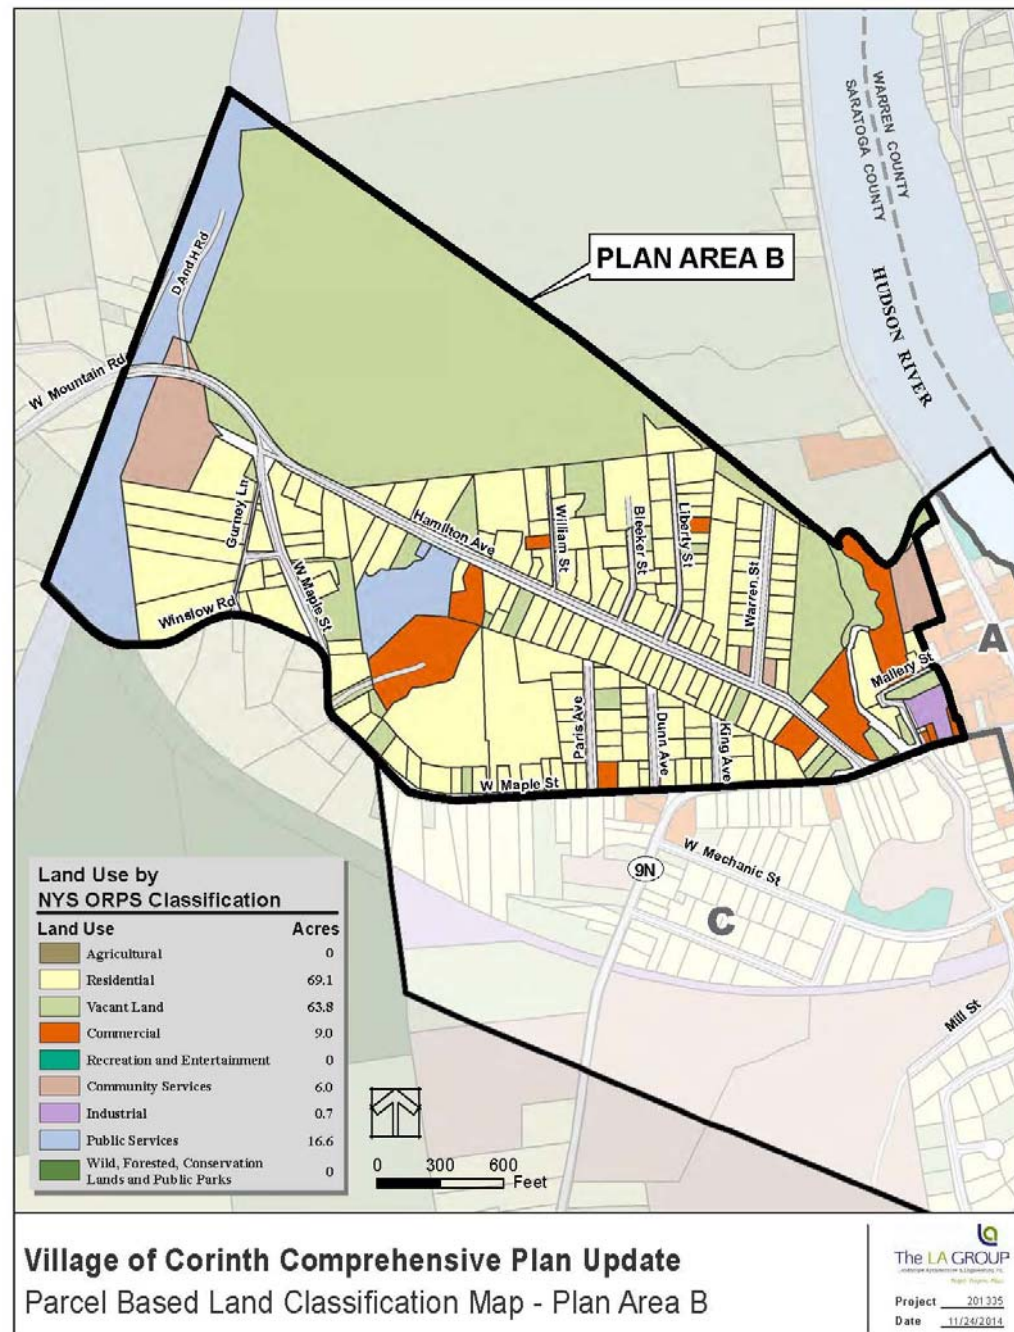 WARREN COUNTY
SARATOGA COUNTY
PLAN AREA B
D And H Rd
HUDSON RIVER
W Mountain Rd
Gurney Ln
Hamilton Ave
William St
Bleeker St
Liberty St
Warren St
W Maple St
Winslow Rd
A
Mallery St
Paris Ave
Dunn Ave
King Ave
W Maple St
W Mechanic St
9N
C
Mill St
Land Use by
NYS ORPS Classification
Land Use Acres
Agricultural 0
Residential 69.1
Vacant Land 63.8
Commercial 9.0
Recreation and Entertainment 0
Community Services 6.0
Industrial 0.7
Public Services 16.6
Wild, Forested, Conservation
Lands and Public Parks 0
0 300 600
Feet
Village of Corinth Comprehensive Plan Update
Parcel Based Land Classification Map - Plan Area B
The LA GROUP
Project 201335
Date 11/24/2014